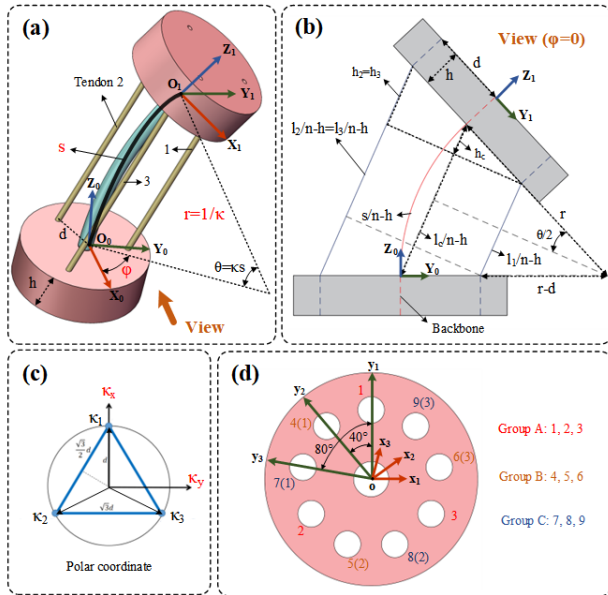 (a)
Z₁
O₁
Y₁
X₁
Tendon 2
1
s
3
r=1/κ
Z₀
d
O₀
Y₀
φ
θ=κs
X₀
h
View
(b)
View (φ=0)
d
h
h₂=h₃
Z₁
Y₁
l₂/n-h=l₃/n-h
h_c
r
θ/2
s/n-h
l_c/n-h
l₁/n-h
Z₀
Y₀
r-d
Backbone
(c)
κₓ
κ₁
√3/2 d
d
κ_y
√3d
κ₂
κ₃
Polar coordinate
(d)
y₁
y₂
1
9(3)
4(1)
40°
Group A: 1, 2, 3
y₃
80°
x₃
x₂
6(3)
7(1)
x₁
Group B: 4, 5, 6
o
2
3
Group C: 7, 8, 9
5(2)
8(2)